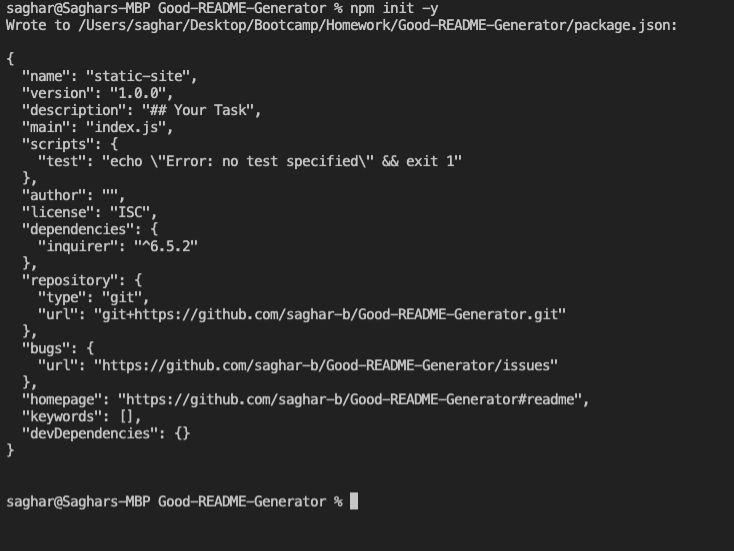 saghar@Saghars-MBP Good-README-Generator % npm init -y
Wrote to /Users/saghar/Desktop/Bootcamp/Homework/Good-README-Generator/package.json:
{
  "name": "static-site",
  "version": "1.0.0",
  "description": "## Your Task",
  "main": "index.js",
  "scripts": {
    "test": "echo \"Error: no test specified\" && exit 1"
  },
  "author": "",
  "license": "ISC",
  "dependencies": {
    "inquirer": "^6.5.2"
  },
  "repository": {
    "type": "git",
    "url": "git+https://github.com/saghar-b/Good-README-Generator.git"
  },
  "bugs": {
    "url": "https://github.com/saghar-b/Good-README-Generator/issues"
  },
  "homepage": "https://github.com/saghar-b/Good-README-Generator#readme",
  "keywords": [],
  "devDependencies": {}
}
saghar@Saghars-MBP Good-README-Generator %